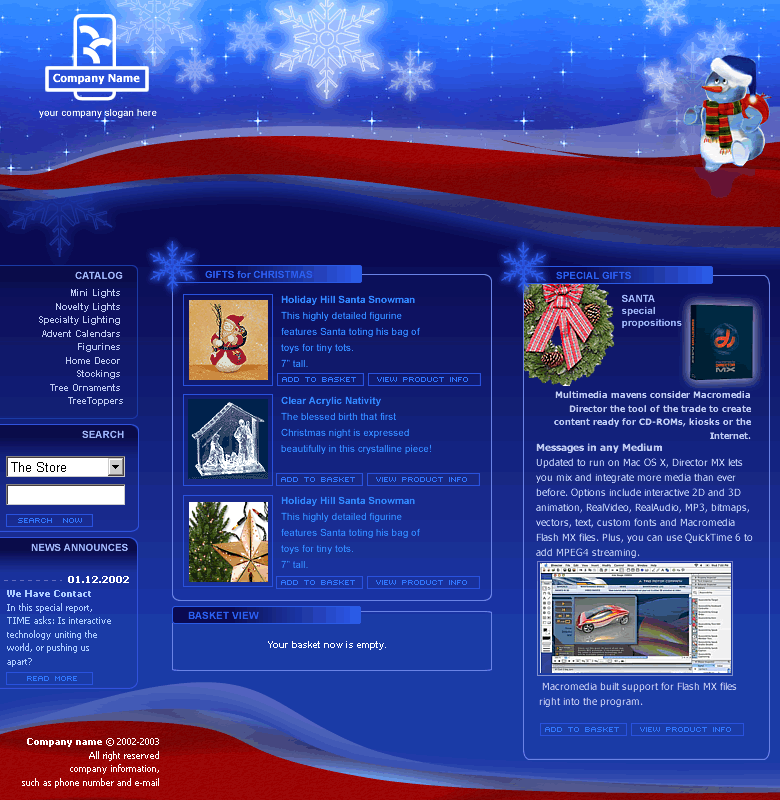 Company Name
your company slogan here
CATALOG
Mini Lights
Novelty Lights
Specialty Lighting
Advent Calendars
Figurines
Home Decor
Stockings
Tree Ornaments
TreeToppers
SEARCH
The Store
SEARCH NOW
NEWS ANNOUNCES
01.12.2002
We Have Contact
In this special report,
TIME asks: Is interactive
technology uniting the
world, or pushing us
apart?
READ MORE
GIFTS for CHRISTMAS
Holiday Hill Santa Snowman
This highly detailed figurine
features Santa toting his bag of
toys for tiny tots.
7" tall.
ADD TO BASKET
VIEW PRODUCT INFO
Clear Acrylic Nativity
The blessed birth that first
Christmas night is expressed
beautifully in this crystalline piece!
ADD TO BASKET
VIEW PRODUCT INFO
Holiday Hill Santa Snowman
This highly detailed figurine
features Santa toting his bag of
toys for tiny tots.
7" tall.
ADD TO BASKET
VIEW PRODUCT INFO
BASKET VIEW
Your basket now is empty.
SPECIAL GIFTS
SANTA
special
propositions
DIRECTOR
MX
Multimedia mavens consider Macromedia
Director the tool of the trade to create
content ready for CD-ROMs, kiosks or the
Internet.
Messages in any Medium
Updated to run on Mac OS X, Director MX lets
you mix and integrate more media than ever
before. Options include interactive 2D and 3D
animation, RealVideo, RealAudio, MP3, bitmaps,
vectors, text, custom fonts and Macromedia
Flash MX files. Plus, you can use QuickTime 6 to
add MPEG4 streaming.
Macromedia built support for Flash MX files
right into the program.
ADD TO BASKET
VIEW PRODUCT INFO
Company name © 2002-2003
All right reserved
company information,
such as phone number and e-mail